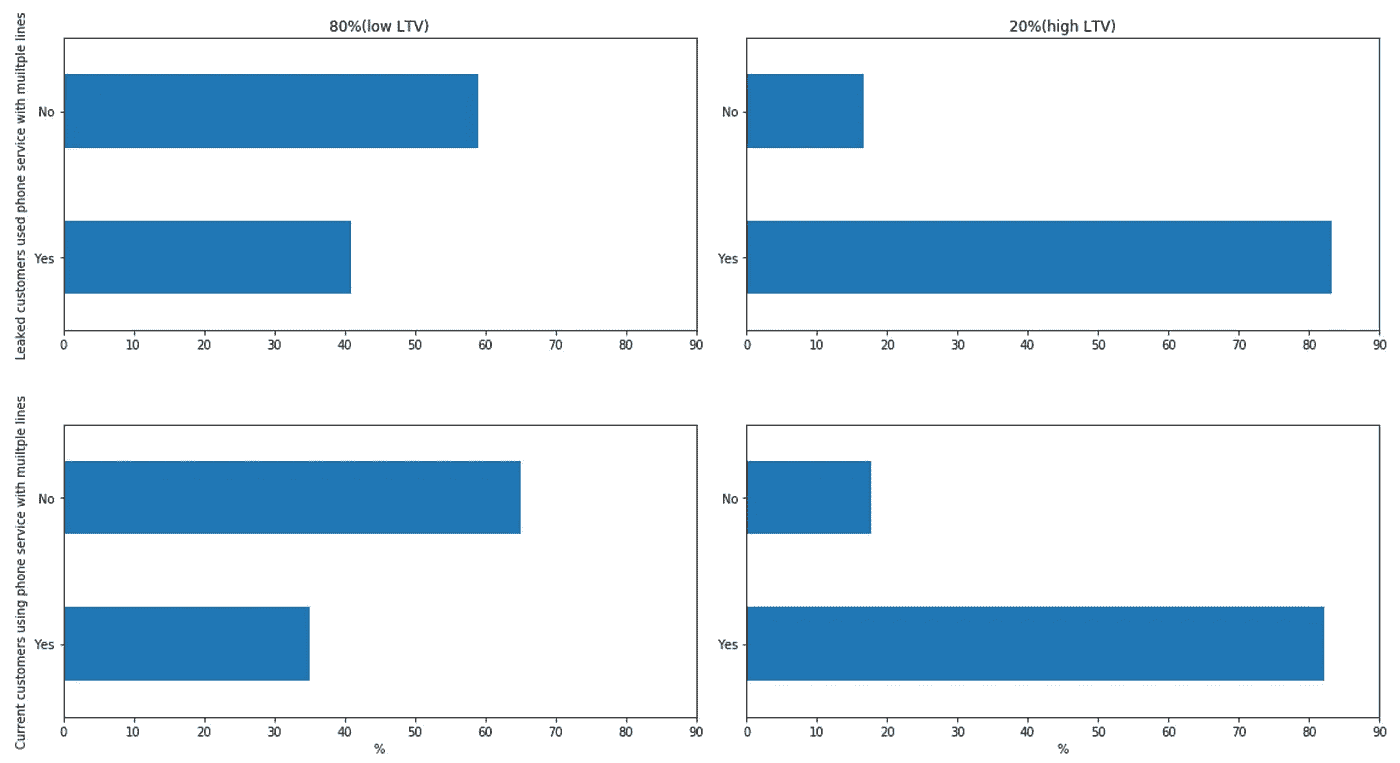 80%(low LTV)
20%(high LTV)
Leaked customers used phone service with muiltple lines
No
Yes
0 10 20 30 40 50 60 70 80 90
No
Yes
0 10 20 30 40 50 60 70 80 90
Current customers using phone service with muiltple lines
No
Yes
0 10 20 30 40 50 60 70 80 90
%
No
Yes
0 10 20 30 40 50 60 70 80 90
%